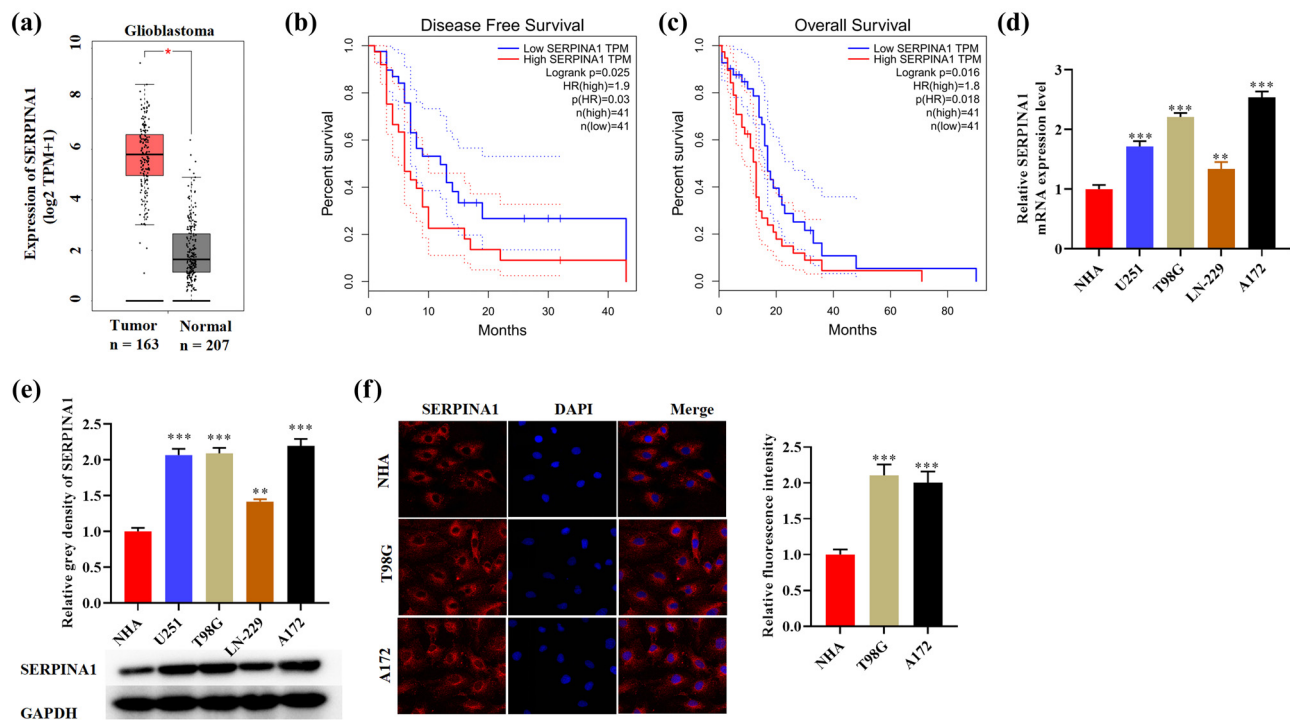 (a)
Glioblastoma
*
Expression of SERPINA1
(log2 TPM+1)
10
8
6
4
2
0
Tumor
n = 163
Normal
n = 207
(b)
Disease Free Survival
Low SERPINA1 TPM
High SERPINA1 TPM
Logrank p=0.025
HR(high)=1.9
p(HR)=0.03
n(high)=41
n(low)=41
Percent survival
1.0
0.8
0.6
0.4
0.2
0.0
0 10 20 30 40
Months
(c)
Overall Survival
Low SERPINA1 TPM
High SERPINA1 TPM
Logrank p=0.016
HR(high)=1.8
p(HR)=0.018
n(high)=41
n(low)=41
Percent survival
1.0
0.8
0.6
0.4
0.2
0.0
0 20 40 60 80
Months
(d)
Relative SERPINA1
mRNA expression level
3
2
1
0
***
***
**
***
NHA
U251
T98G
LN-229
A172
(e)
Relative grey density of SERPINA1
2.5
2.0
1.5
1.0
0.5
0.0
***
***
**
***
NHA
U251
T98G
LN-229
A172
SERPINA1
GAPDH
(f)
SERPINA1 DAPI Merge
NHA
T98G
A172
Relative fluorescence intensity
2.5
2.0
1.5
1.0
0.5
0.0
***
***
NHA
T98G
A172